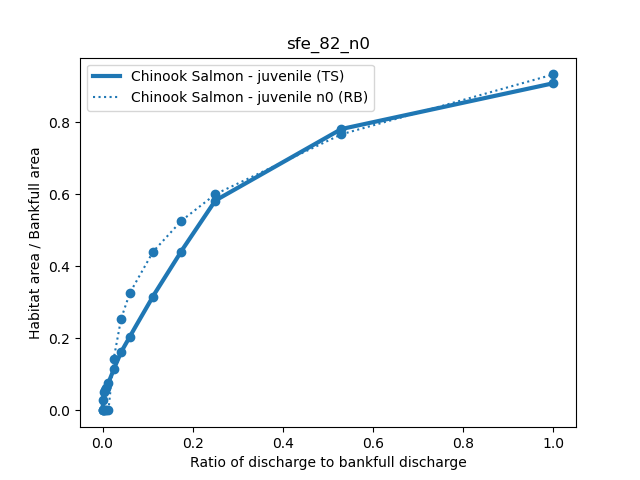 sfe_82_n0
Chinook Salmon - juvenile (TS)
Chinook Salmon - juvenile n0 (RB)
Habitat area / Bankfull area
0.8
0.6
0.4
0.2
0.0
0.0 0.2 0.4 0.6 0.8 1.0
Ratio of discharge to bankfull discharge